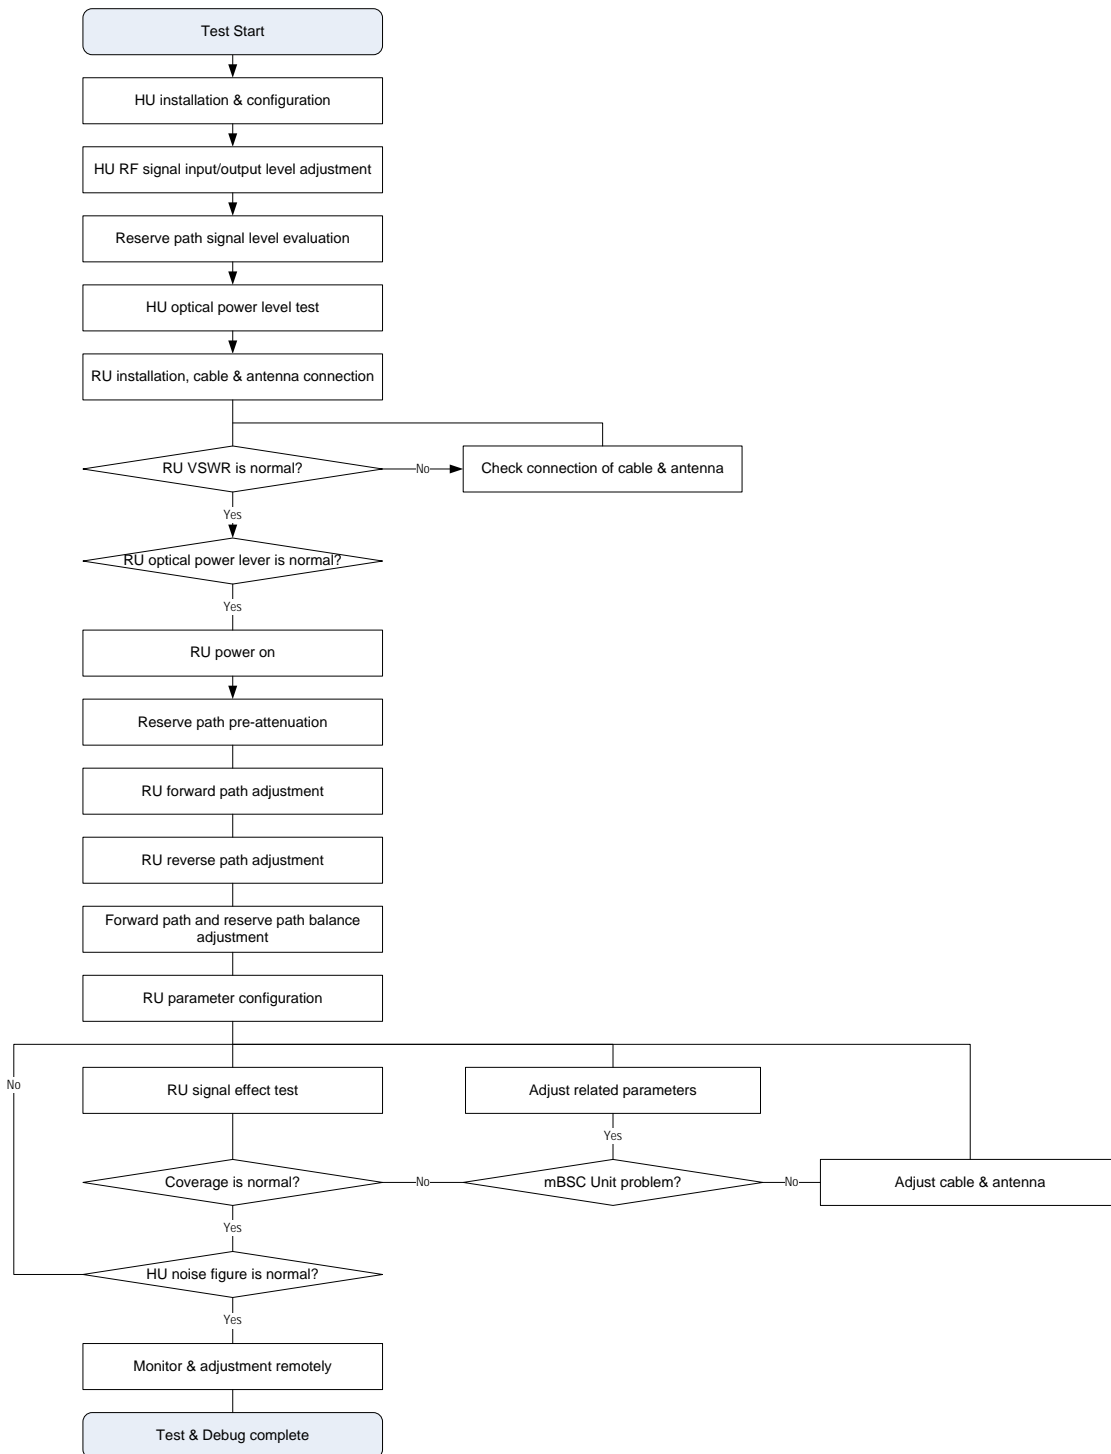 Test Start
HU installation & configuration
HU RF signal input/output level adjustment
Reserve path signal level evaluation
HU optical power level test
RU installation, cable & antenna connection
RU VSWR is normal?
No
Check connection of cable & antenna
Yes
RU optical power lever is normal?
Yes
RU power on
Reserve path pre-attenuation
RU forward path adjustment
RU reverse path adjustment
Forward path and reserve path balance
adjustment
RU parameter configuration
No
RU signal effect test
Adjust related parameters
Yes
Coverage is normal?
No
mBSC Unit problem?
No
Adjust cable & antenna
Yes
HU noise figure is normal?
Yes
Monitor & adjustment remotely
Test & Debug complete